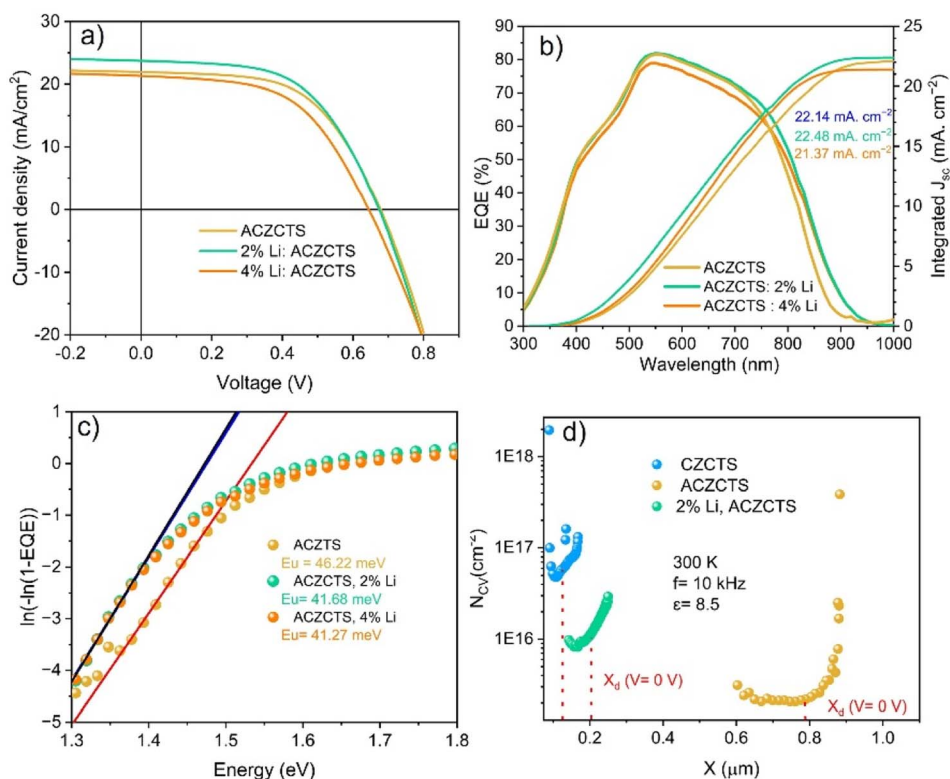 a)
30
20
10
0
10
20
-0.2
0.0
0.2
0.4
0.6
0.8
Current density (mA/cm²)
Voltage (V)
ACZCTS
2% Li: ACZCTS
4% Li: ACZCTS
b)
90
80
70
60
50
40
30
20
10
0
300
400
500
600
700
800
900
1000
25
20
15
10
5
0
EQE (%)
Wavelength (nm)
Integrated Jsc (mA. cm⁻²)
22.14 mA. cm⁻²
22.48 mA. cm⁻²
21.37 mA. cm⁻²
ACZCTS
ACZCTS: 2% Li
ACZCTS : 4% Li
c)
1
0
-1
-2
-3
-4
-5
1.3
1.4
1.5
1.6
1.7
1.8
ln(-ln(1-EQE))
Energy (eV)
ACZTS
Eu = 46.22 meV
ACZCTS, 2% Li
Eu= 41.68 meV
ACZCTS, 4% Li
Eu= 41.27 meV
d)
1E18
1E17
1E16
0.2
0.4
0.6
0.8
1.0
N_CV(cm⁻²)
X (μm)
CZCTS
ACZCTS
2% Li, ACZCTS
300 K
f= 10 kHz
ε= 8.5
X_d (V= 0 V)
X_d (V= 0 V)